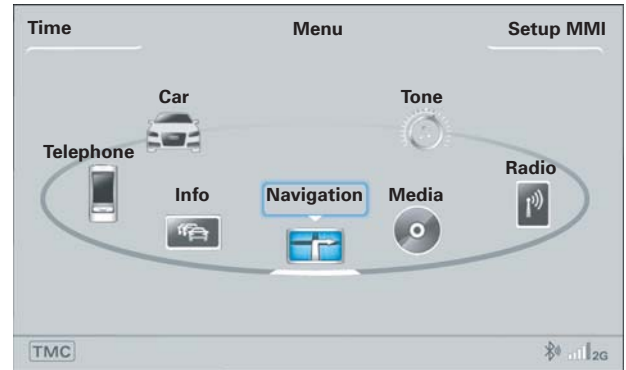 Time Menu Setup MMI
Car Tone
Telephone Radio
Info Navigation Media
TMC 2G